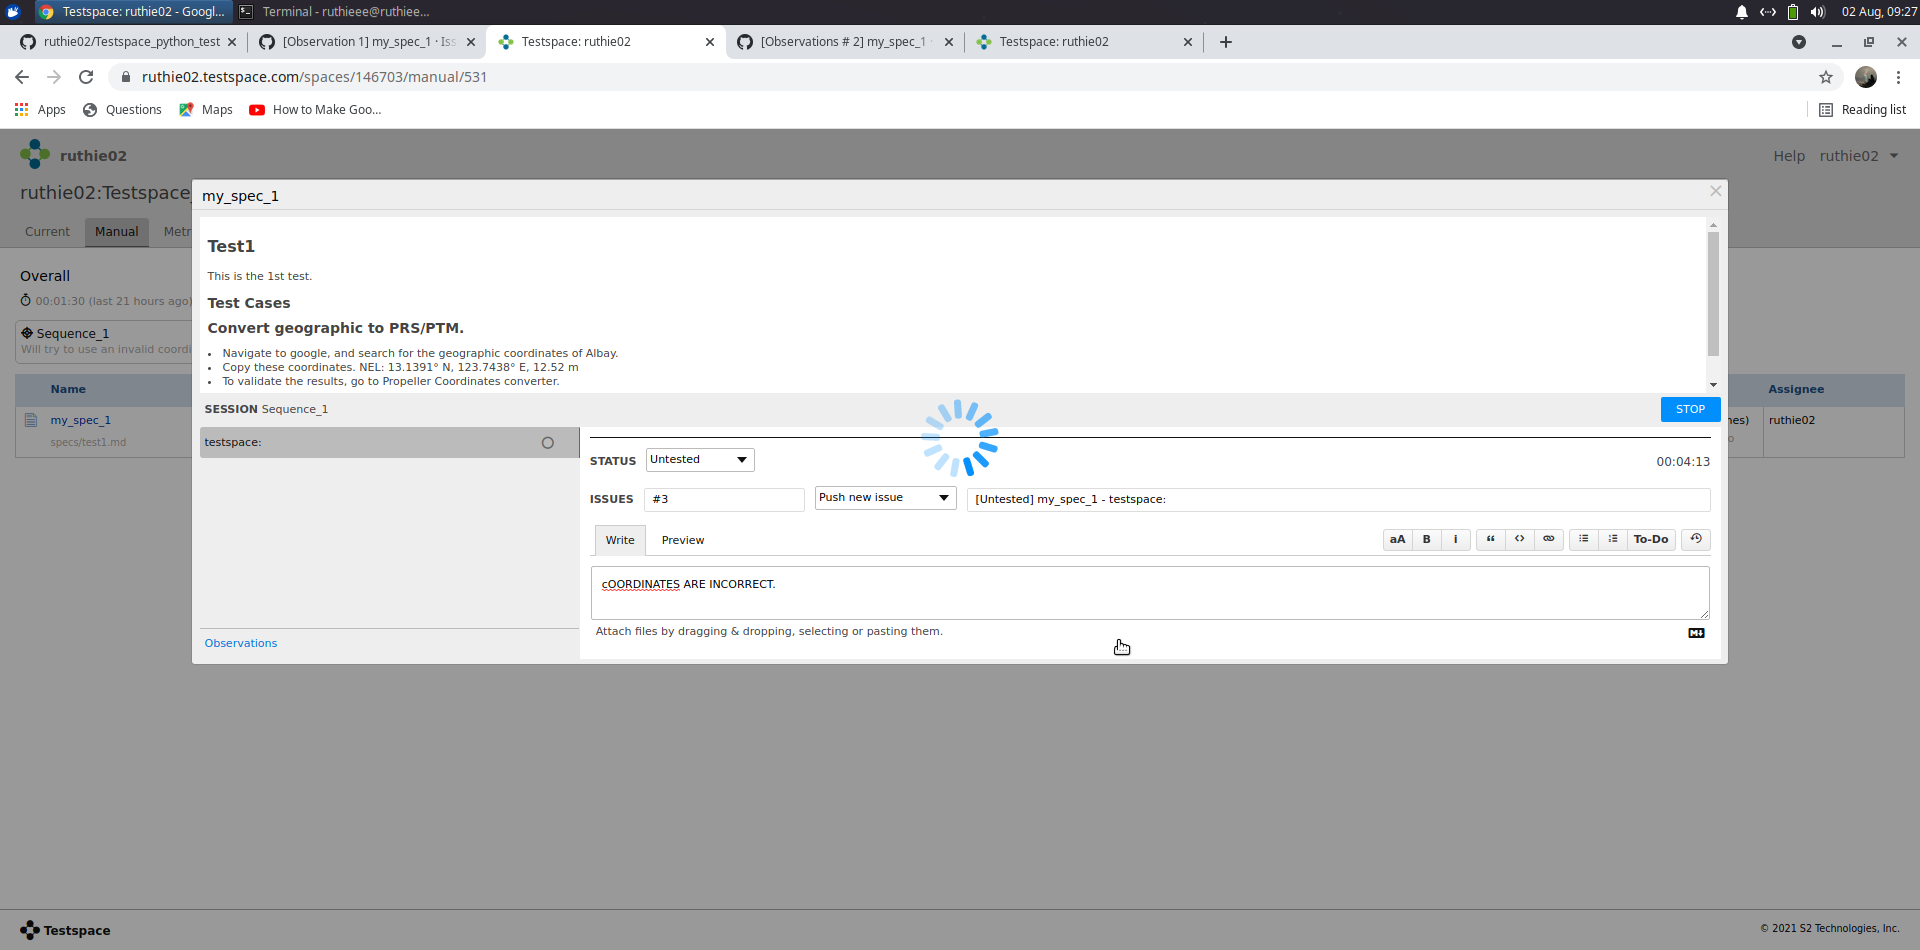 Testspace: ruthie02 - Googl... Terminal - ruthieee@ruthiee... 02 Aug, 09:27
ruthie02/Testspace_python_test [Observation 1] my_spec_1 · Iss Testspace: ruthie02 [Observations # 2] my_spec_1 · Testspace: ruthie02
ruthie02.testspace.com/spaces/146703/manual/531
Apps Questions Maps How to Make Goo... Reading list
ruthie02 Help ruthie02
ruthie02:Testspace_
my_spec_1
Current Manual Metr
Test1
This is the 1st test.
Test Cases
Convert geographic to PRS/PTM.
• Navigate to google, and search for the geographic coordinates of Albay.
• Copy these coordinates. NEL: 13.1391° N, 123.7438° E, 12.52 m
• To validate the results, go to Propeller Coordinates converter.
Overall
00:01:30 (last 21 hours ago)
Sequence_1
Will try to use an invalid coordi
Name Assignee
my_spec_1 nes) ruthie02
specs/test1.md o
SESSION Sequence_1 STOP
testspace:
STATUS Untested 00:04:13
ISSUES #3 Push new issue [Untested] my_spec_1 - testspace:
Write Preview aA B i “ <> To-Do
cOORDINATES ARE INCORRECT.
Attach files by dragging & dropping, selecting or pasting them.
Observations
Testspace © 2021 S2 Technologies, Inc.